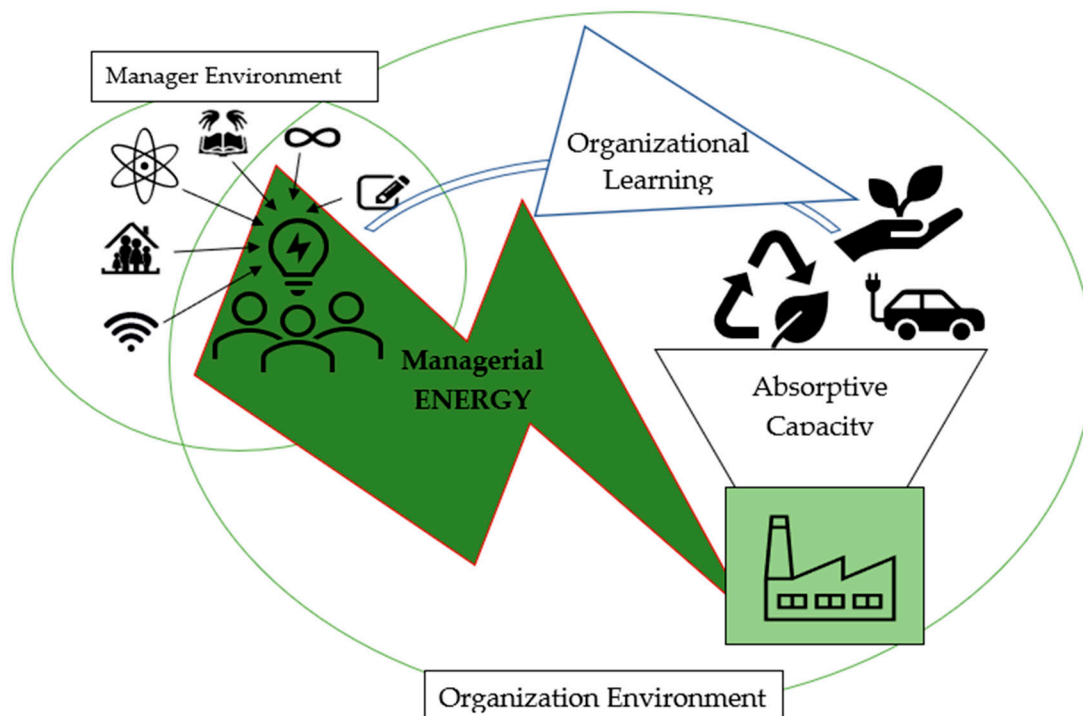 Manager Environment
Organizational
Learning
Managerial
ENERGY
Absorptive
Capacity
Organization Environment